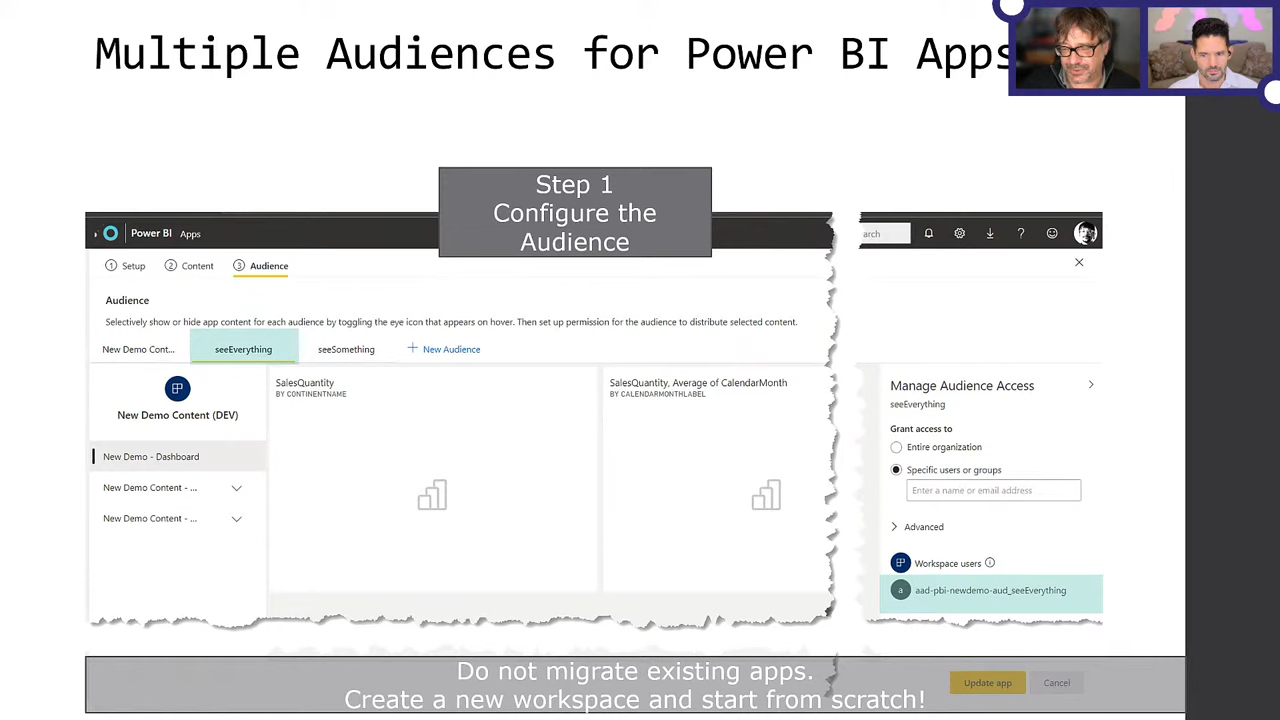 Multiple Audiences for Power BI Apps
Step 1
Configure the
Audience
Power BI Apps
arch
?
1 Setup 2 Content 3 Audience
Audience
Selectively show or hide app content for each audience by toggling the eye icon that appears on hover. Then set up permission for the audience to distribute selected content.
New Demo Cont... seeEverything seeSomething + New Audience
New Demo Content (DEV)
New Demo - Dashboard
New Demo Content - ...
New Demo Content - ...
SalesQuantity
BY CONTINENTNAME
SalesQuantity, Average of CalendarMonth
BY CALENDARMONTHLABEL
Manage Audience Access
seeEverything
Grant access to
Entire organization
Specific users or groups
Enter a name or email address
Advanced
Workspace users
a aad-pbi-newdemo-aud_seeEverything
Do not migrate existing apps.
Create a new workspace and start from scratch!
Update app Cancel